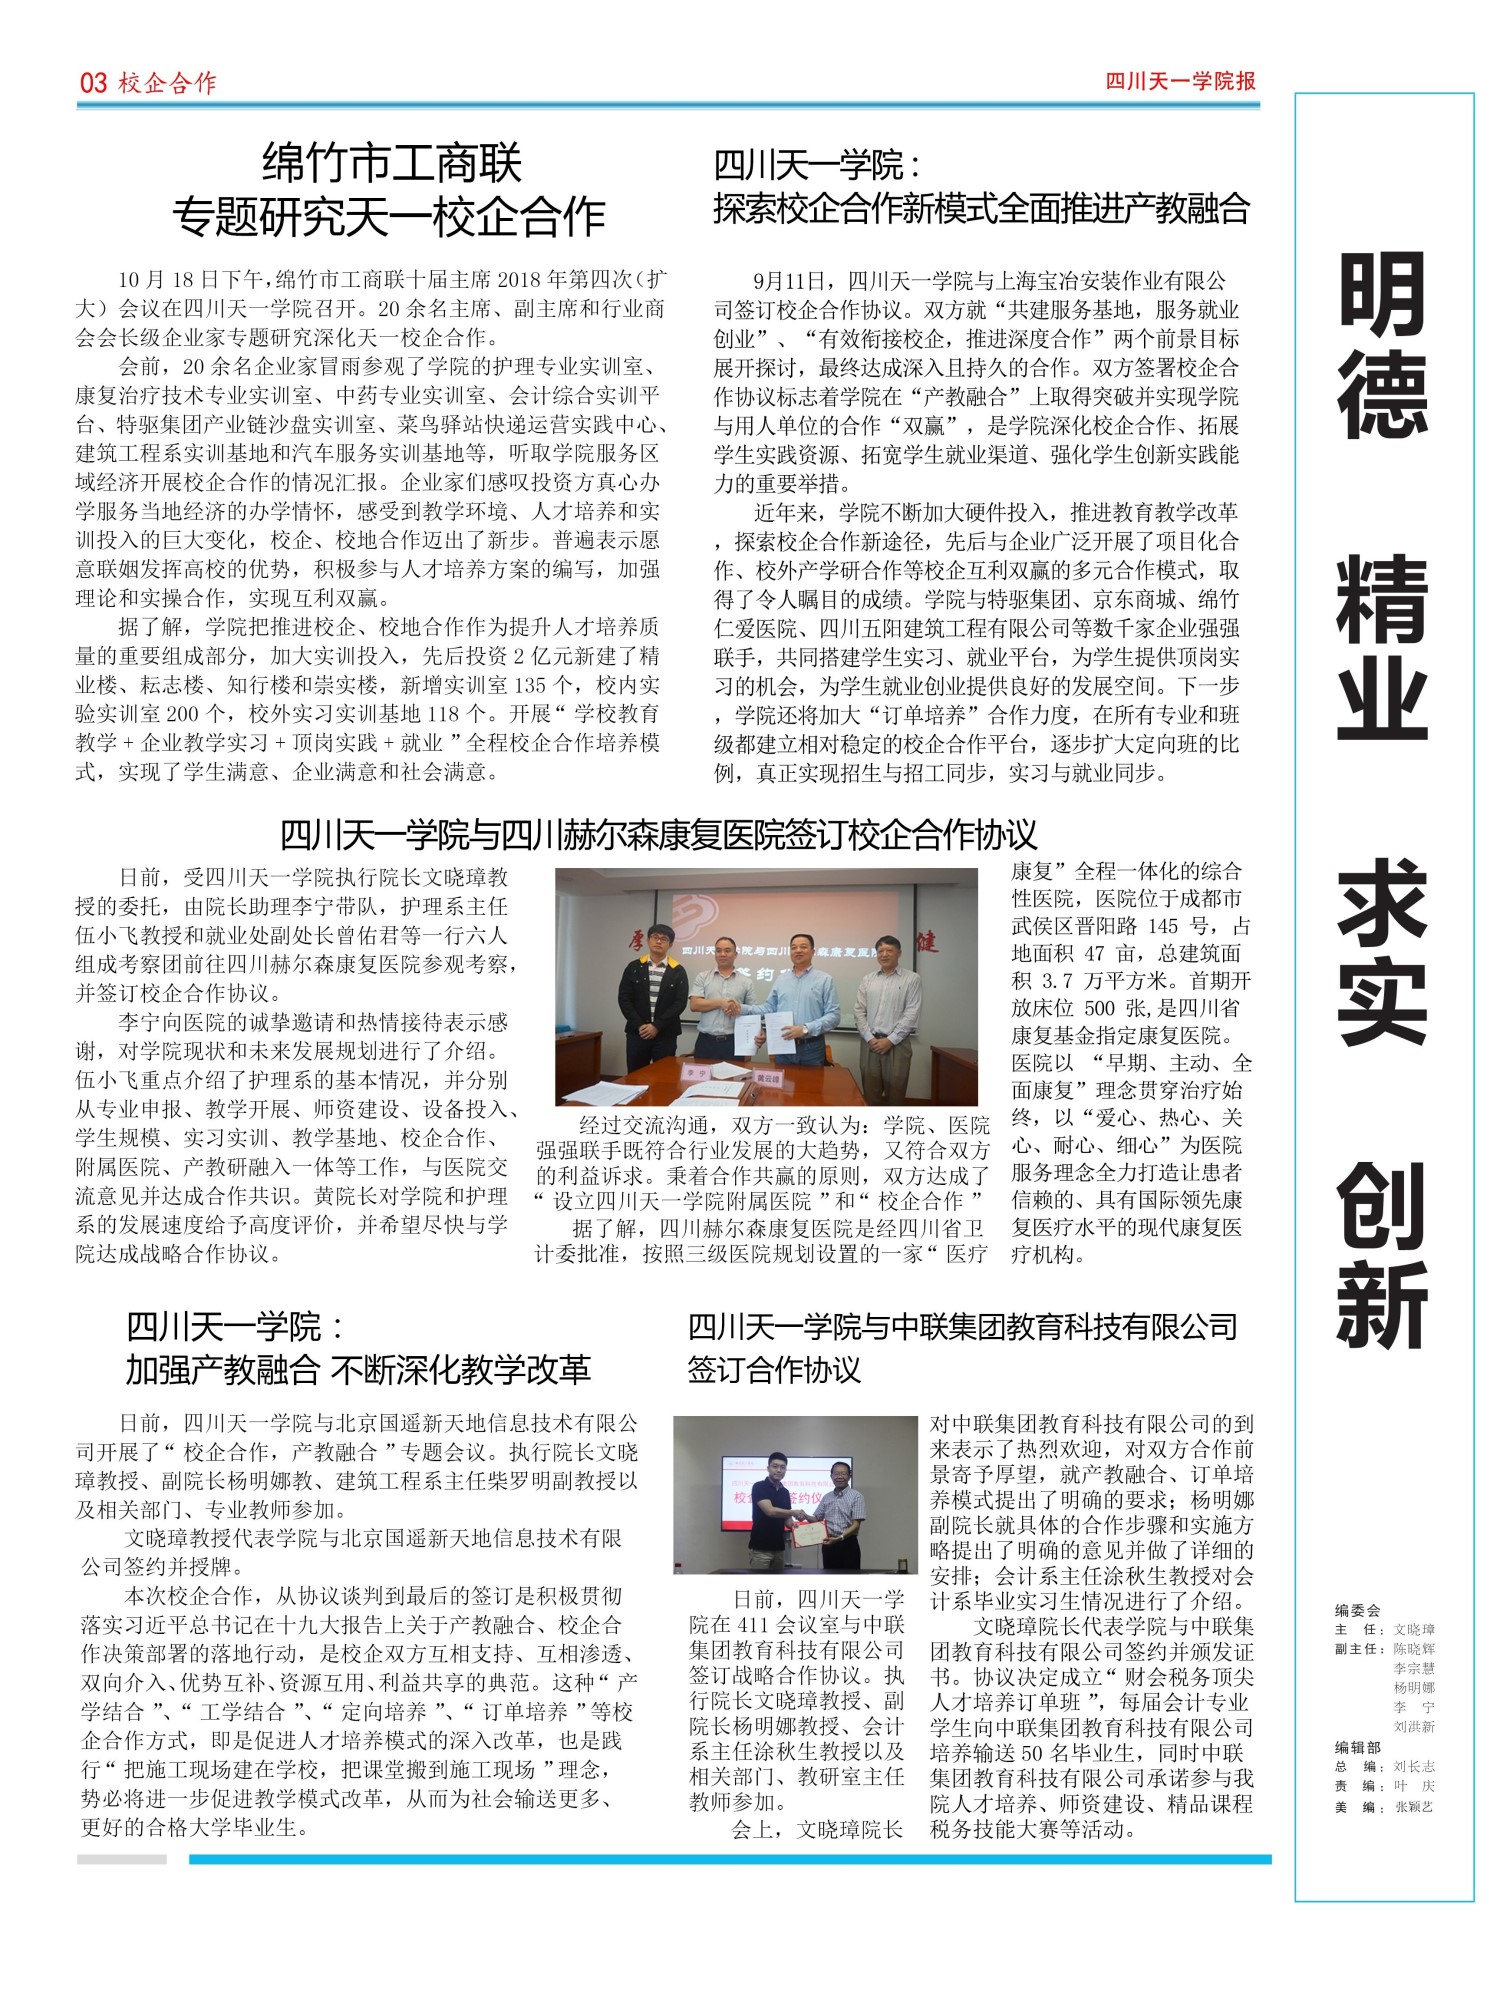 03 校企合作
四川天一学院报
绵竹市工商联
专题研究天一校企合作
10 月 18 日下午，绵竹市工商联十届主席 2018 年第四次（扩
大）会议在四川天一学院召开。20 余名主席、副主席和行业商
会会长级企业家专题研究深化天一校企合作。
会前，20 余名企业家冒雨参观了学院的护理专业实训室、
康复治疗技术专业实训室、中药专业实训室、会计综合实训平
台、特驱集团产业链沙盘实训室、菜鸟驿站快递运营实践中心、
建筑工程系实训基地和汽车服务实训基地等，听取学院服务区
域经济开展校企合作的情况汇报。企业家们感叹投资方真心办
学服务当地经济的办学情怀，感受到教学环境、人才培养和实
训投入的巨大变化，校企、校地合作迈出了新步。普遍表示愿
意联姻发挥高校的优势，积极参与人才培养方案的编写，加强
理论和实操合作，实现互利双赢。
据了解，学院把推进校企、校地合作作为提升人才培养质
量的重要组成部分，加大实训投入，先后投资 2 亿元新建了精
业楼、耘志楼、知行楼和崇实楼，新增实训室 135 个，校内实
验实训室 200 个，校外实习实训基地 118 个。开展“ 学校教育
教学 + 企业教学实习 + 顶岗实践 + 就业 ”全程校企合作培养模
式，实现了学生满意、企业满意和社会满意。
四川天一学院：
探索校企合作新模式全面推进产教融合
9月11日，四川天一学院与上海宝冶安装作业有限公
司签订校企合作协议。双方就“共建服务基地，服务就业
创业”、“有效衔接校企，推进深度合作”两个前景目标
展开探讨，最终达成深入且持久的合作。双方签署校企合
作协议标志着学院在“产教融合”上取得突破并实现学院
与用人单位的合作“双赢”，是学院深化校企合作、拓展
学生实践资源、拓宽学生就业渠道、强化学生创新实践能
力的重要举措。
近年来，学院不断加大硬件投入，推进教育教学改革
，探索校企合作新途径，先后与企业广泛开展了项目化合
作、校外产学研合作等校企互利双赢的多元合作模式，取
得了令人瞩目的成绩。学院与特驱集团、京东商城、绵竹
仁爱医院、四川五阳建筑工程有限公司等数千家企业强强
联手，共同搭建学生实习、就业平台，为学生提供顶岗实
习的机会，为学生就业创业提供良好的发展空间。下一步
，学院还将加大“订单培养”合作力度，在所有专业和班
级都建立相对稳定的校企合作平台，逐步扩大定向班的比
例，真正实现招生与招工同步，实习与就业同步。
四川天一学院与四川赫尔森康复医院签订校企合作协议
日前，受四川天一学院执行院长文晓璋教
授的委托，由院长助理李宁带队，护理系主任
伍小飞教授和就业处副处长曾佑君等一行六人
组成考察团前往四川赫尔森康复医院参观考察，
并签订校企合作协议。
李宁向医院的诚挚邀请和热情接待表示感
谢，对学院现状和未来发展规划进行了介绍。
伍小飞重点介绍了护理系的基本情况，并分别
从专业申报、教学开展、师资建设、设备投入、
学生规模、实习实训、教学基地、校企合作、
附属医院、产教研融入一体等工作，与医院交
流意见并达成合作共识。黄院长对学院和护理
系的发展速度给予高度评价，并希望尽快与学
院达成战略合作协议。
厚
健
四川天
学院与四川
森康复医院
签约
李 宁
黄云峰
经过交流沟通，双方一致认为：学院、医院
强强联手既符合行业发展的大趋势，又符合双方
的利益诉求。秉着合作共赢的原则，双方达成了
“ 设立四川天一学院附属医院 ”和“ 校企合作 ”
据了解，四川赫尔森康复医院是经四川省卫
计委批准，按照三级医院规划设置的一家“ 医疗
康复”全程一体化的综合
性医院，医院位于成都市
武侯区晋阳路 145 号，占
地面积 47 亩，总建筑面
积 3.7 万平方米。首期开
放床位 500 张,是四川省
康复基金指定康复医院。
医院以 “早期、主动、全
面康复”理念贯穿治疗始
终，以“爱心、热心、关
心、耐心、细心”为医院
服务理念全力打造让患者
信赖的、具有国际领先康
复医疗水平的现代康复医
疗机构。
四川天一学院：
加强产教融合 不断深化教学改革
日前，四川天一学院与北京国遥新天地信息技术有限公
司开展了“ 校企合作，产教融合 ”专题会议。执行院长文晓
璋教授、副院长杨明娜教、建筑工程系主任柴罗明副教授以
及相关部门、专业教师参加。
文晓璋教授代表学院与北京国遥新天地信息技术有限
公司签约并授牌。
本次校企合作，从协议谈判到最后的签订是积极贯彻
落实习近平总书记在十九大报告上关于产教融合、校企合
作决策部署的落地行动，是校企双方互相支持、互相渗透、
双向介入、优势互补、资源互用、利益共享的典范。这种“ 产
学结合 ”、“ 工学结合 ”、“ 定向培养 ”、“ 订单培养 ”等校
企合作方式，即是促进人才培养模式的深入改革，也是践
行“ 把施工现场建在学校，把课堂搬到施工现场 ”理念，
势必将进一步促进教学模式改革，从而为社会输送更多、
更好的合格大学毕业生。
四川天一学院与中联集团教育科技有限公司
签订合作协议
校企
签约仪
日前，四川天一学
院在 411 会议室与中联
集团教育科技有限公司
签订战略合作协议。执
行院长文晓璋教授、副
院长杨明娜教授、会计
系主任涂秋生教授以及
相关部门、教研室主任
教师参加。
会上，文晓璋院长
对中联集团教育科技有限公司的到
来表示了热烈欢迎，对双方合作前
景寄予厚望，就产教融合、订单培
养模式提出了明确的要求；杨明娜
副院长就具体的合作步骤和实施方
略提出了明确的意见并做了详细的
安排；会计系主任涂秋生教授对会
计系毕业实习生情况进行了介绍。
文晓璋院长代表学院与中联集
团教育科技有限公司签约并颁发证
书。协议决定成立“ 财会税务顶尖
人才培养订单班 ”，每届会计专业
学生向中联集团教育科技有限公司
培养输送 50 名毕业生，同时中联
集团教育科技有限公司承诺参与我
院人才培养、师资建设、精品课程
税务技能大赛等活动。
明德 精业 求实 创新
编委会
主 任：文晓璋
副主任：陈晓辉
李宗慧
杨明娜
李 宁
刘洪新
编辑部
总 编：刘长志
责 编：叶 庆
美 编：张颖艺